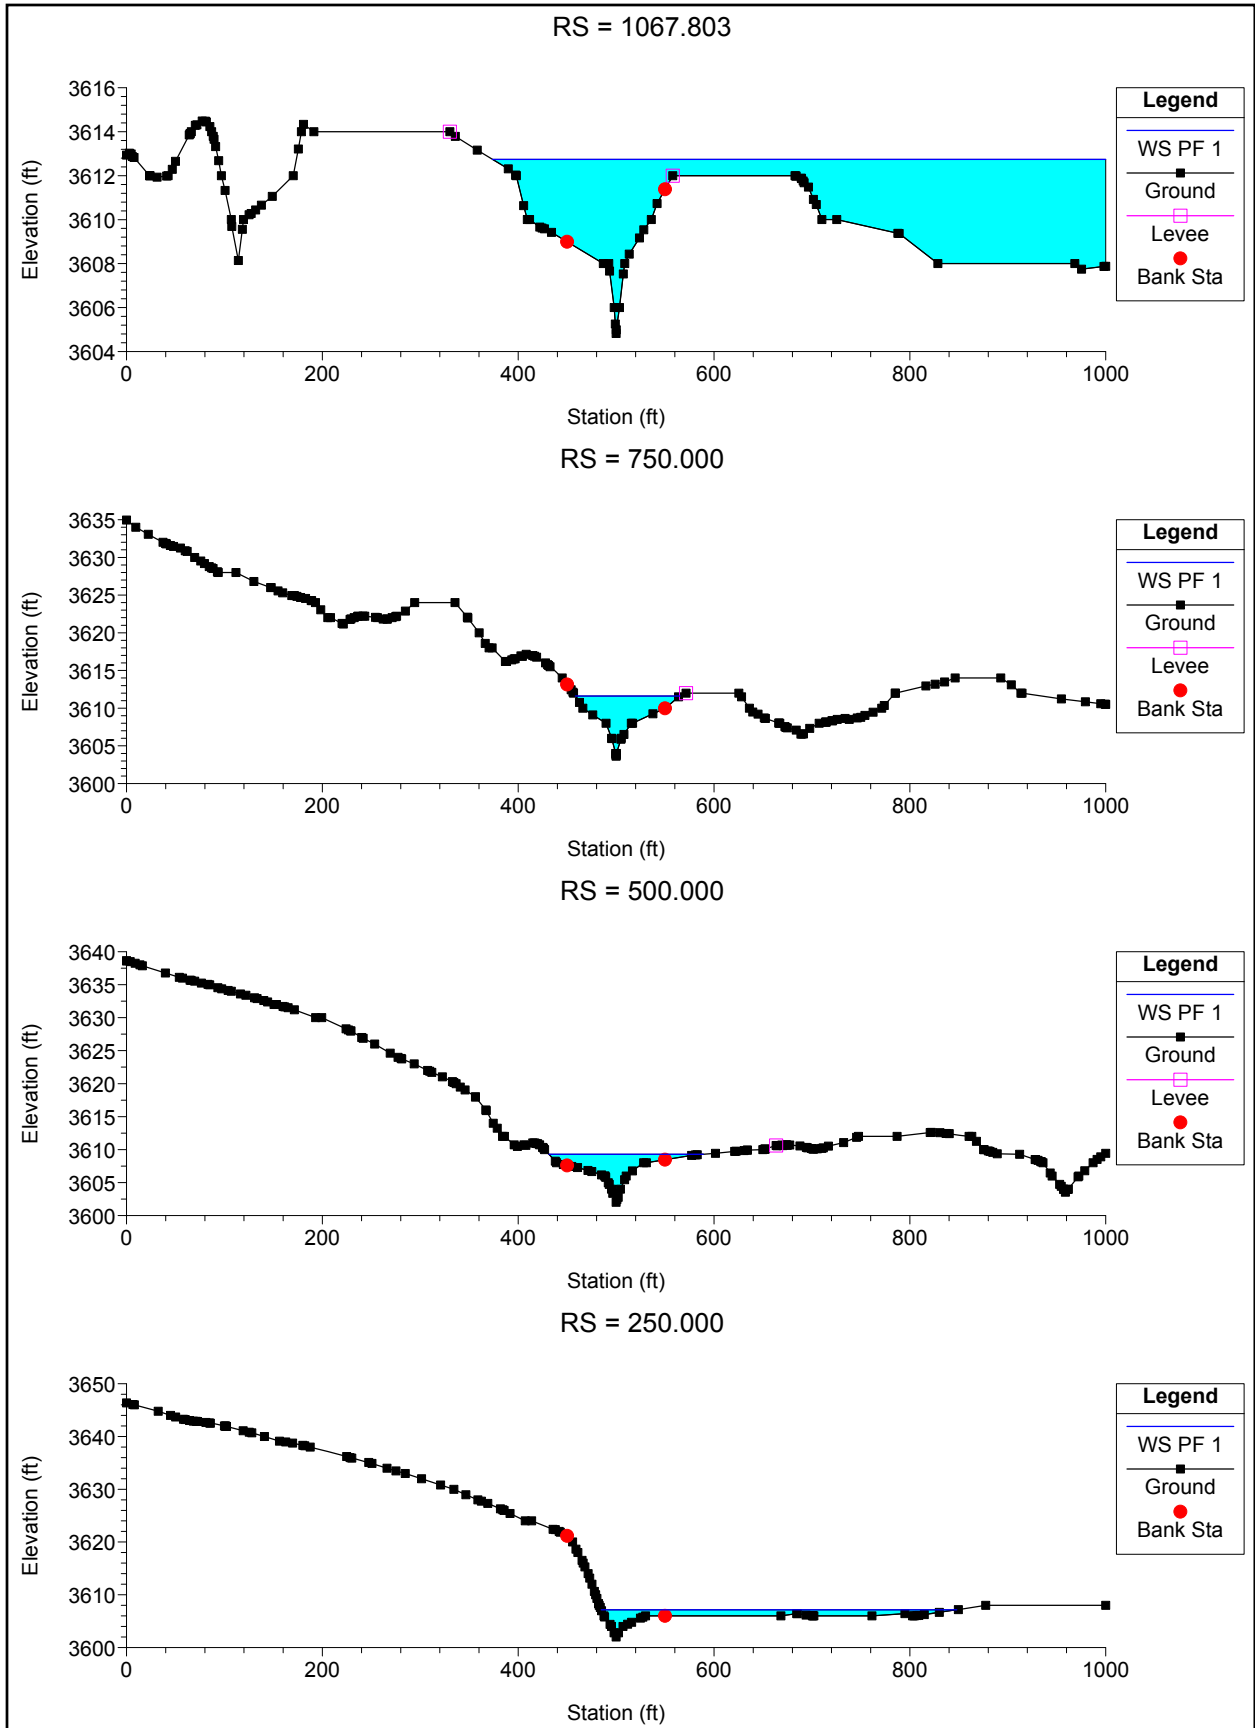 RS = 1067.803
3616
3614
3612
3610
3608
3606
3604
Elevation (ft)
0 200 400 600 800 1000
Station (ft)
Legend
WS PF 1
Ground
Levee
Bank Sta
RS = 750.000
3635
3630
3625
3620
3615
3610
3605
3600
Elevation (ft)
0 200 400 600 800 1000
Station (ft)
Legend
WS PF 1
Ground
Levee
Bank Sta
RS = 500.000
3640
3635
3630
3625
3620
3615
3610
3605
3600
Elevation (ft)
0 200 400 600 800 1000
Station (ft)
Legend
WS PF 1
Ground
Levee
Bank Sta
RS = 250.000
3650
3640
3630
3620
3610
3600
Elevation (ft)
0 200 400 600 800 1000
Station (ft)
Legend
WS PF 1
Ground
Bank Sta